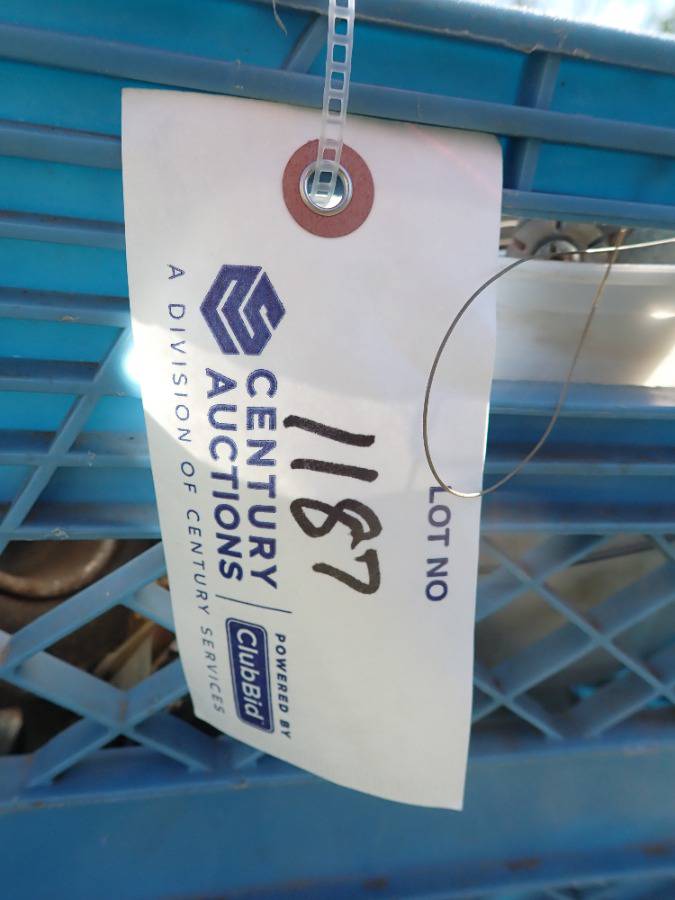 LOT NO
1187
CENTURY
AUCTIONS
A DIVISION OF CENTURY SERVICES
POWERED BY
ClubBid